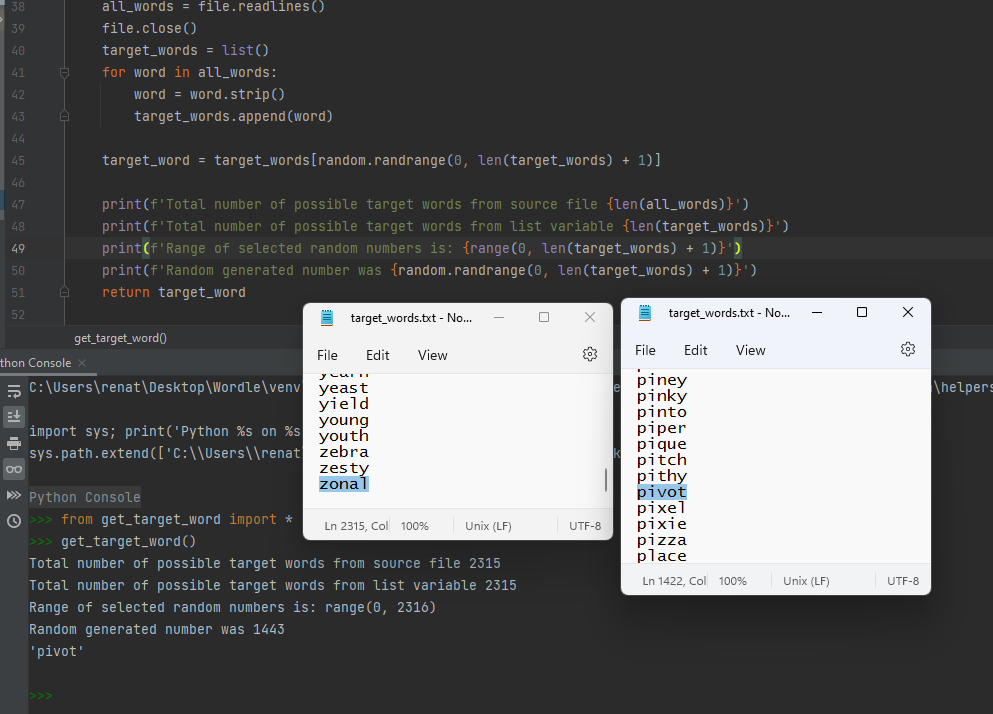 38 all_words = file.readlines()
39 file.close()
40 target_words = list()
41 for word in all_words:
42 word = word.strip()
43 target_words.append(word)
44
45 target_word = target_words[random.randrange(0, len(target_words) + 1)]
46
47 print(f'Total number of possible target words from source file {len(all_words)}')
48 print(f'Total number of possible target words from list variable {len(target_words)}')
49 print(f'Range of selected random numbers is: {range(0, len(target_words) + 1)}')
50 print(f'Random generated number was {random.randrange(0, len(target_words) + 1)}')
51 return target_word
52
get_target_word()
thon Console
C:\Users\renat\Desktop\Wordle\venv
\helpers
import sys; print('Python %s on %s
sys.path.extend(['C:\\Users\\renat
Python Console
>>> from get_target_word import *
>>> get_target_word()
Total number of possible target words from source file 2315
Total number of possible target words from list variable 2315
Range of selected random numbers is: range(0, 2316)
Random generated number was 1443
'pivot'
>>>
target_words.txt - No...
File Edit View
yearn
yeast
yield
young
youth
zebra
zesty
zonal
Ln 2315, Col 100% Unix (LF) UTF-8
target_words.txt - No...
File Edit View
piney
pinky
pinto
piper
pique
pitch
pithy
pivot
pixel
pixie
pizza
place
Ln 1422, Col 100% Unix (LF) UTF-8